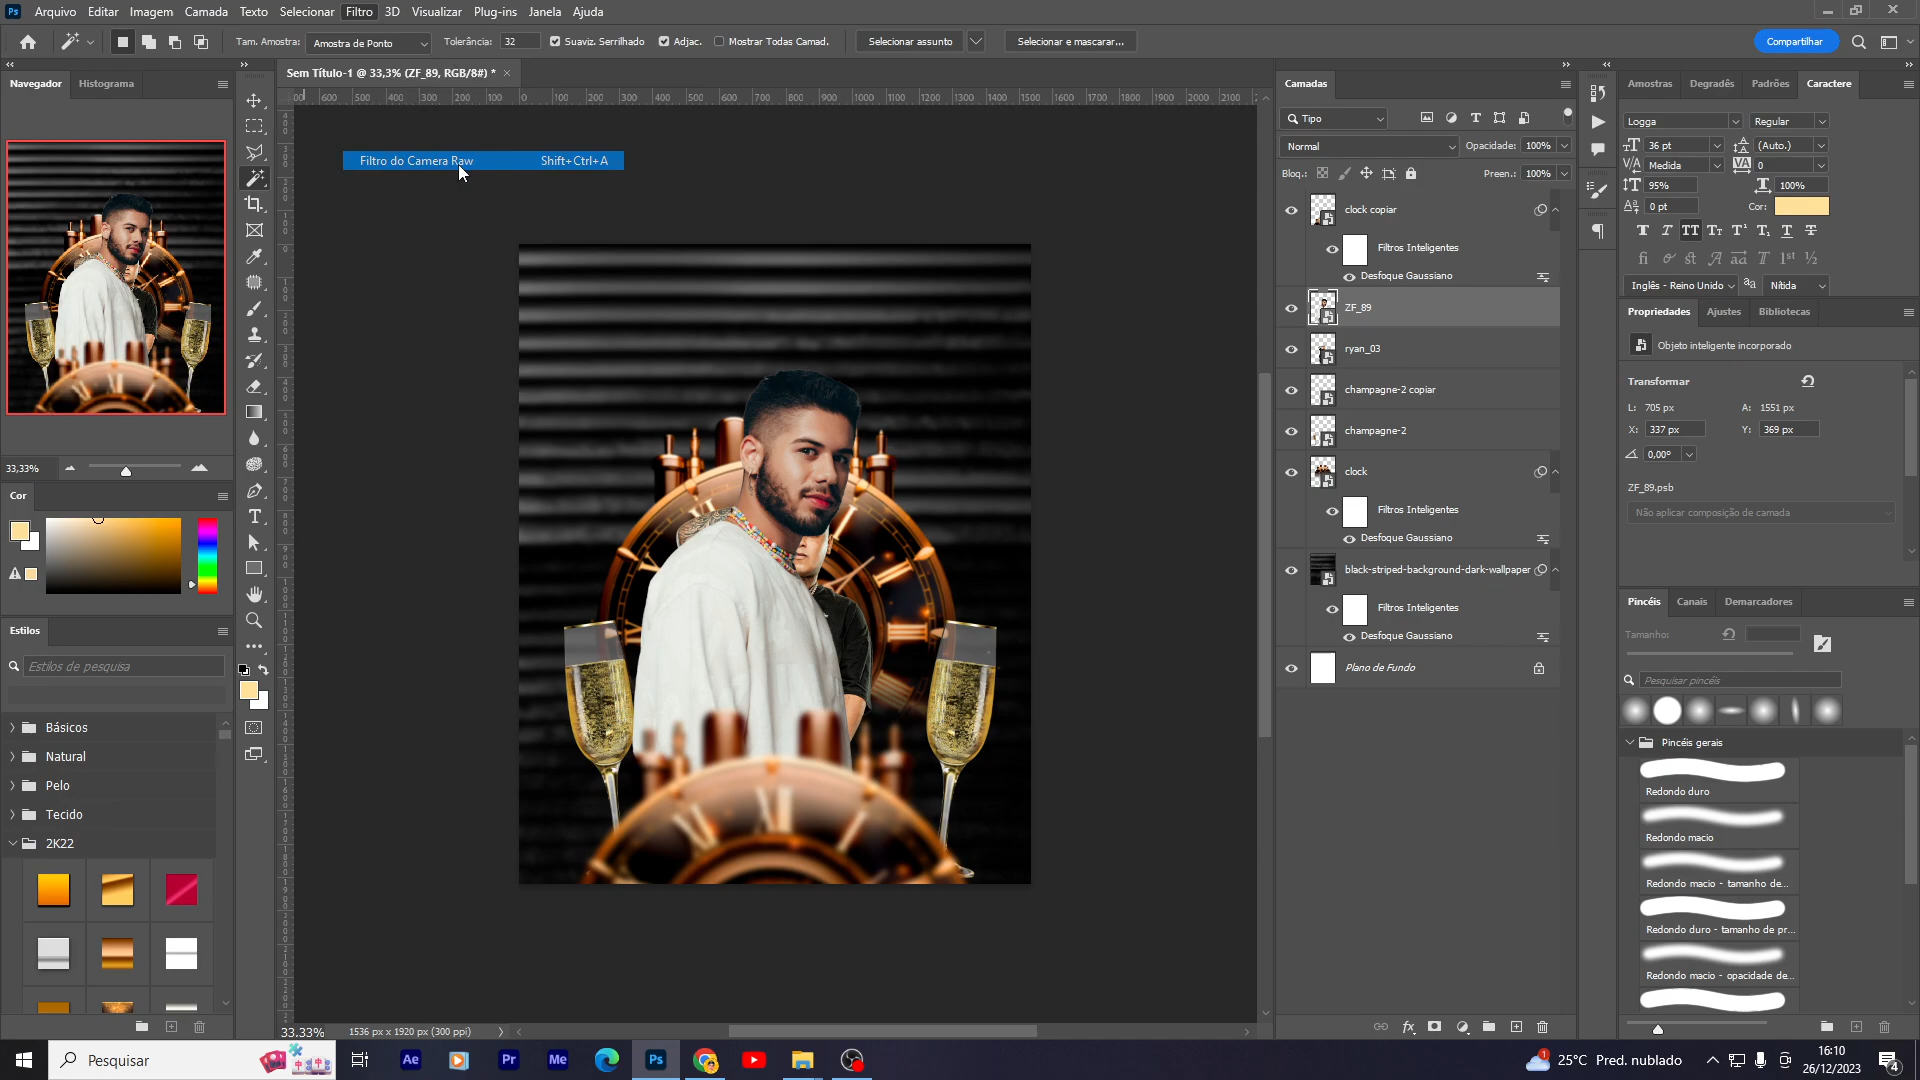 Ps Arquivo Editar Imagem Camada Texto Selecionar Filtro 3D Visualizar Plug-ins Janela Ajuda
Tam. Amostra: Amostra de Ponto Tolerância: 32 Suaviz. Serrilhado Adjac. Mostrar Todas Camad. Selecionar assunto Selecionar e mascarar... Compartilhar
Navegador Histograma
Sem Título-1 @ 33,3% (ZF_89, RGB/8#) *
Filtro do Camera Raw Shift+Ctrl+A
33,33%
Cor
Estilos
Estilos de pesquisa
Básicos
Natural
Pelo
Tecido
2K22
33.33% 1536 px x 1920 px (300 ppi)
Camadas
Tipo
Normal Opacidade: 100%
Bloq.: Preen.: 100%
clock copiar
Filtros Inteligentes
Desfoque Gaussiano
ZF_89
ryan_03
champagne-2 copiar
champagne-2
clock
Filtros Inteligentes
Desfoque Gaussiano
black-striped-background-dark-wallpaper
Filtros Inteligentes
Desfoque Gaussiano
Plano de Fundo
Amostras Degradês Padrões Caractere
Logga Regular
36 pt (Auto.)
Medida 0
95% 100%
0 pt Cor:
Inglês - Reino Unido Nítida
Propriedades Ajustes Bibliotecas
Objeto inteligente incorporado
Transformar
L: 705 px A: 1551 px
X: 337 px Y: 369 px
0,00º
ZF_89.psb
Não aplicar composição de camada
Pincéis Canais Demarcadores
Tamanho:
Pesquisar pincéis
Pincéis gerais
Redondo duro
Redondo macio
Redondo macio - tamanho de...
Redondo duro - tamanho de pr...
Redondo macio - opacidade de...
Pesquisar
Ae Pr Me Ps
1 25°C Pred. nublado
16:10
26/12/2023
4